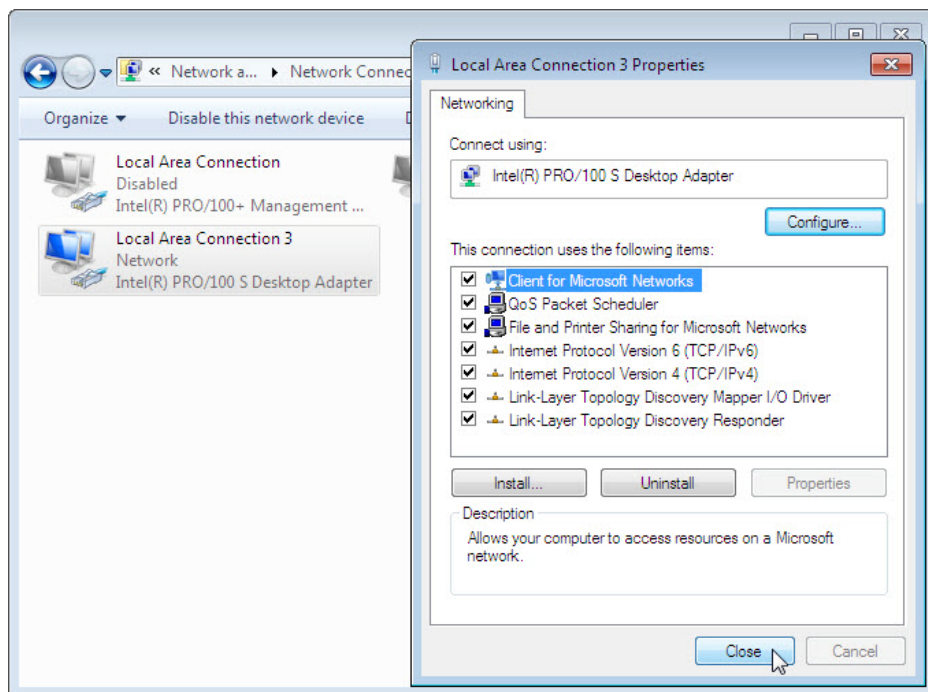 « Network a... ▸ Network Connec
Organize ▾ Disable this network device
Local Area Connection
Disabled
Intel(R) PRO/100+ Management ...
Local Area Connection 3
Network
Intel(R) PRO/100 S Desktop Adapter
Local Area Connection 3 Properties
Networking
Connect using:
Intel(R) PRO/100 S Desktop Adapter
Configure...
This connection uses the following items:
Client for Microsoft Networks
QoS Packet Scheduler
File and Printer Sharing for Microsoft Networks
Internet Protocol Version 6 (TCP/IPv6)
Internet Protocol Version 4 (TCP/IPv4)
Link-Layer Topology Discovery Mapper I/O Driver
Link-Layer Topology Discovery Responder
Install... Uninstall Properties
Description
Allows your computer to access resources on a Microsoft
network.
Close Cancel